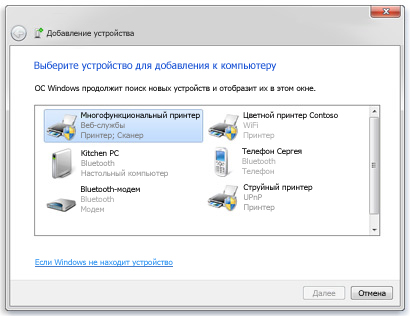 Добавление устройства
Выберите устройство для добавления к компьютеру
ОС Windows продолжит поиск новых устройств и отобразит их в этом окне.
Многофункциональный принтер
Веб-службы
Принтер; Сканер
Цветной принтер Contoso
WiFi
Принтер
Kitchen PC
Bluetooth
Настольный компьютер
Телефон Сергея
Bluetooth
Телефон
Bluetooth-модем
Bluetooth
Модем
Струйный принтер
UPnP
Принтер
Если Windows не находит устройство
Далее
Отмена